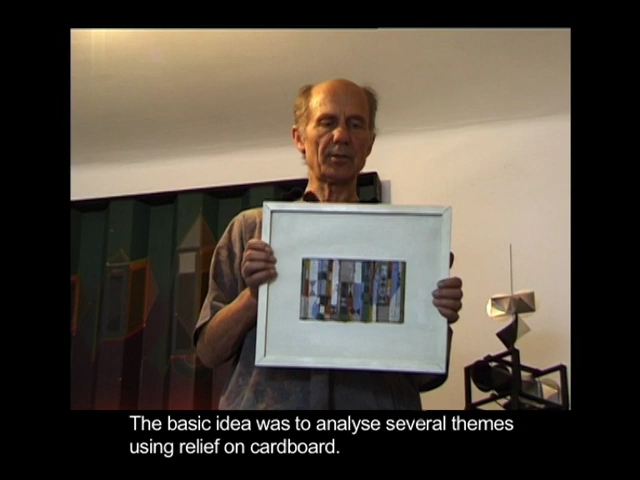 The basic idea was to analyse several themes
using relief on cardboard.